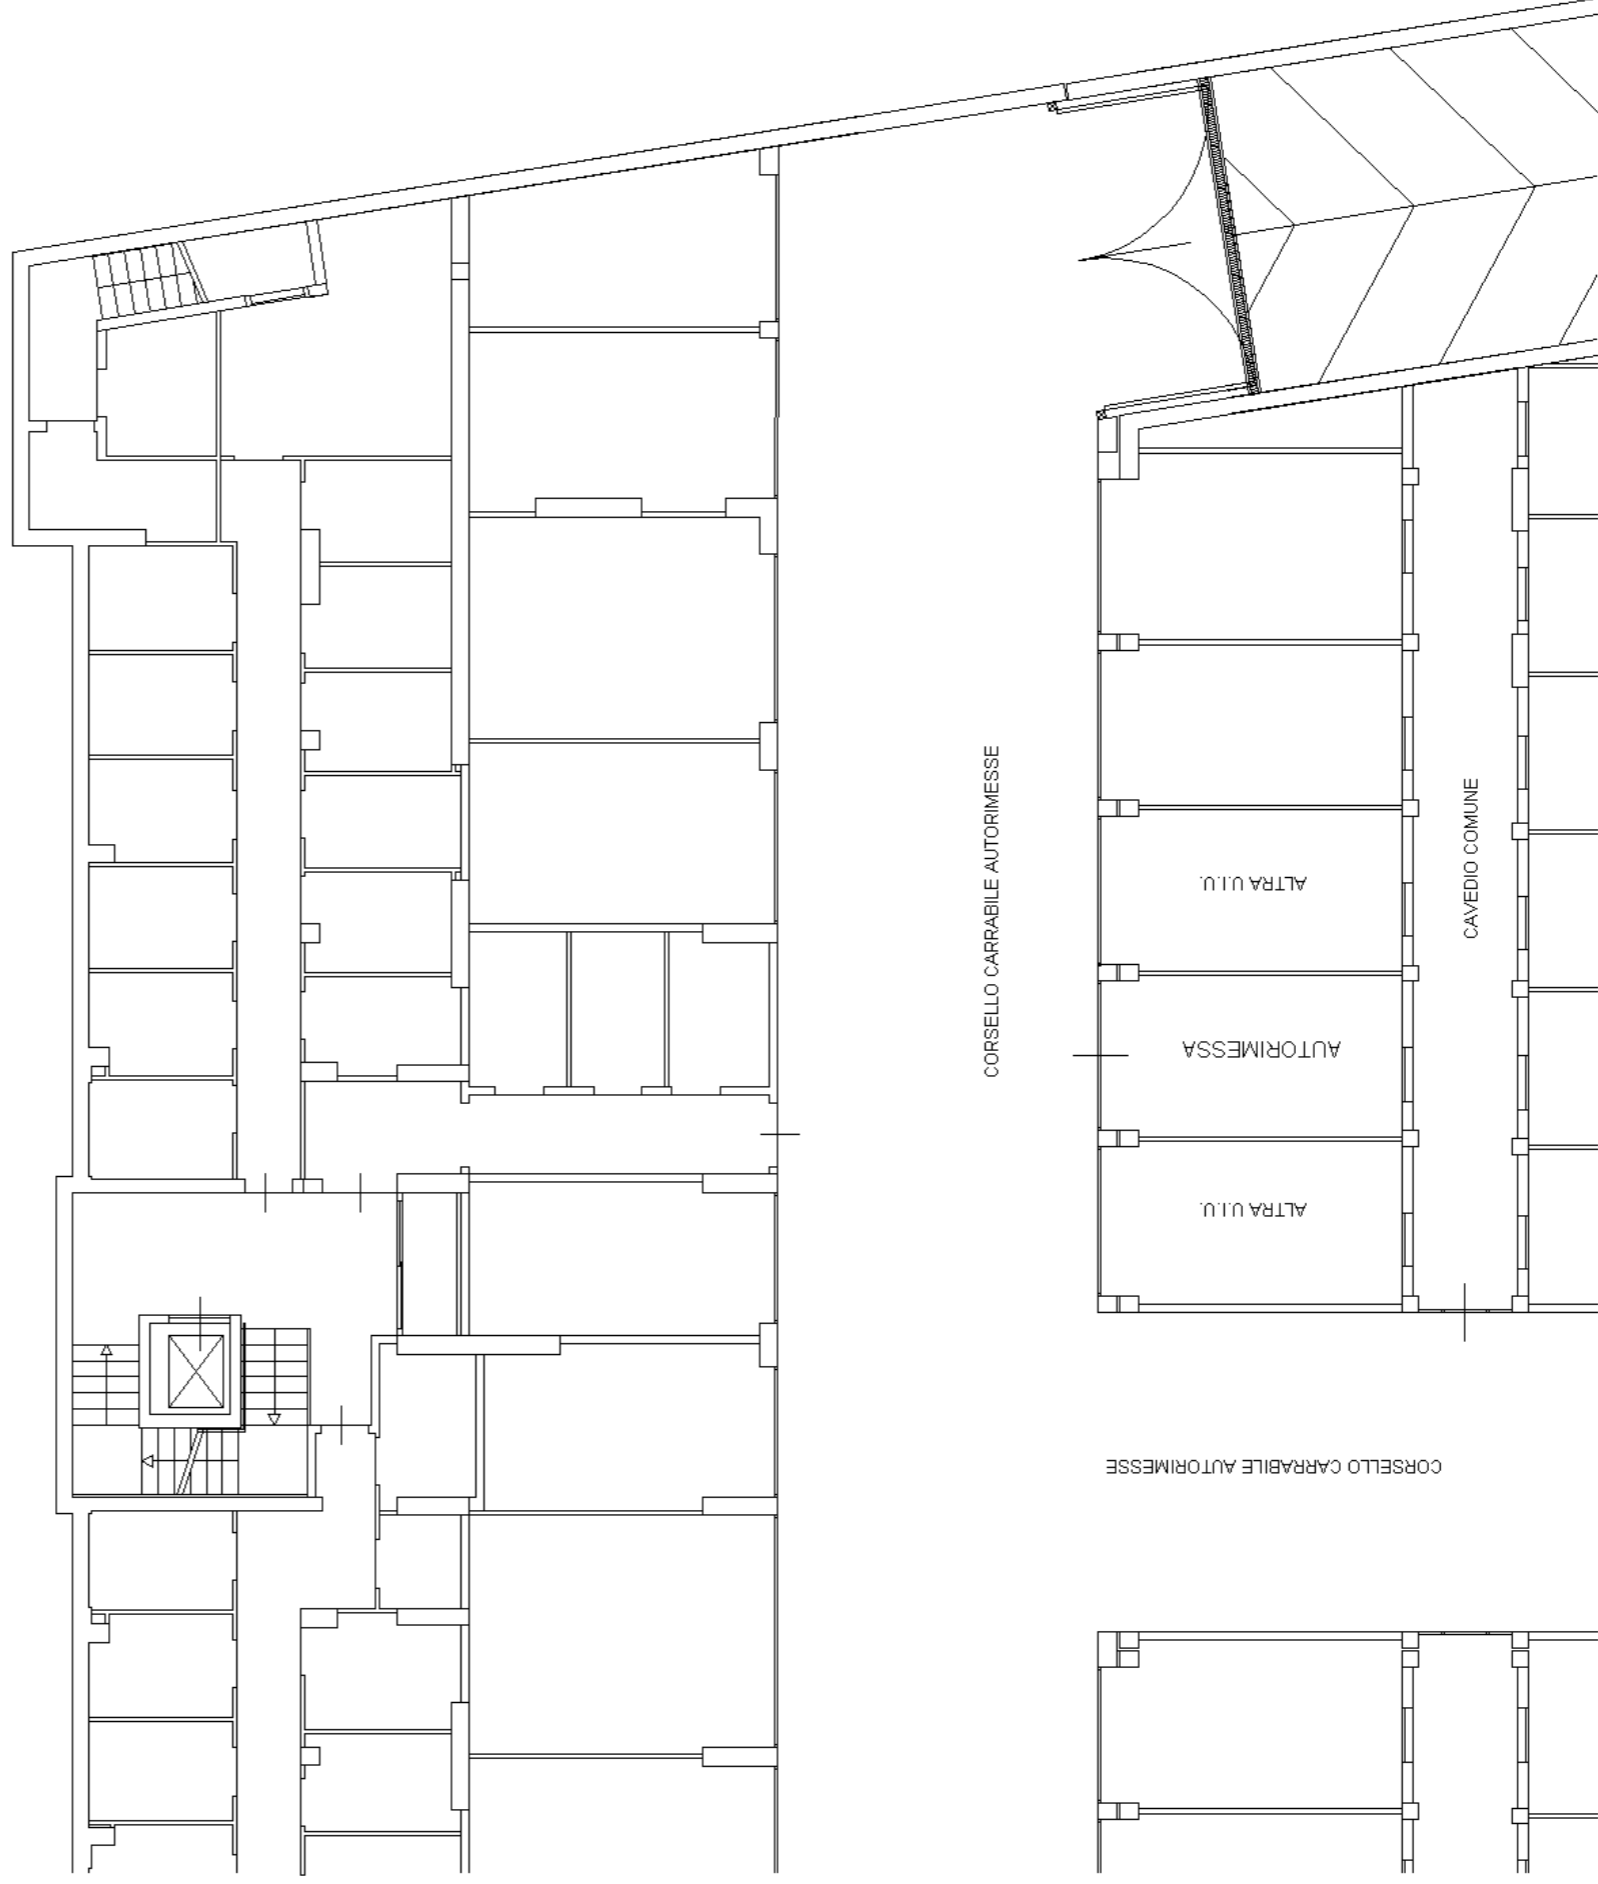 CORSELLO CARRABILE AUTORIMESSE
CAVEDIO COMUNE
ALTRA U.I.U.
AUTORIMESSA
ALTRA U.I.U.
CORSELLO CARRABILE AUTORIMESSE